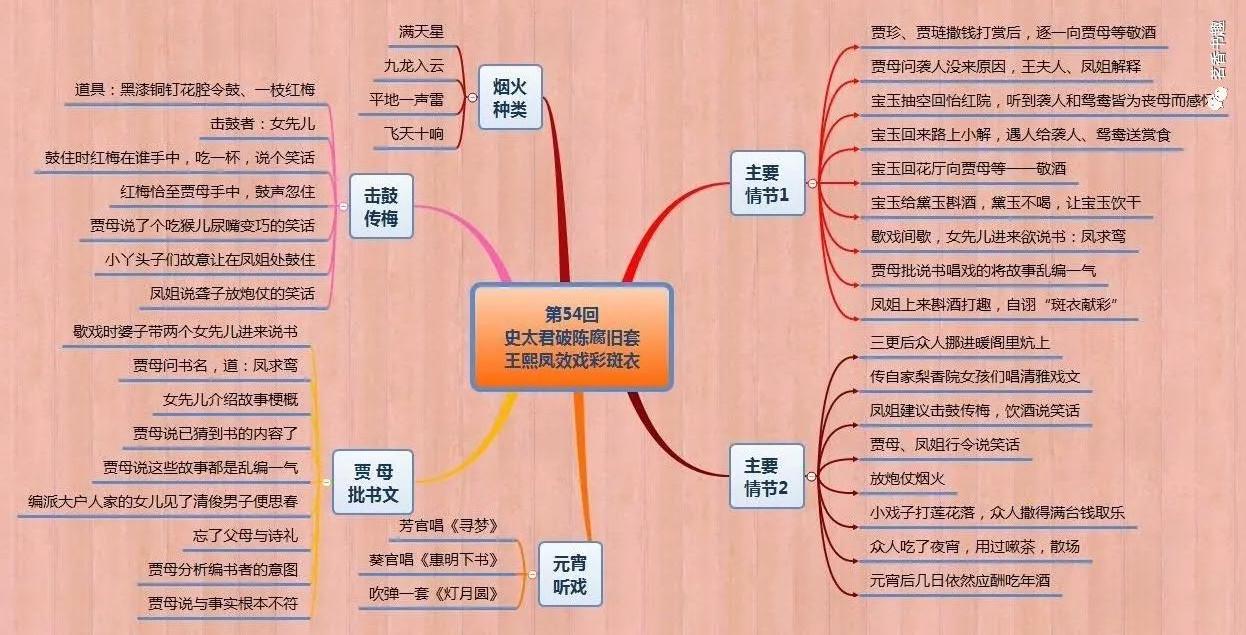 第54回
史太君破陈腐旧套
王熙凤效戏彩斑衣
主要
情节1
贾珍、贾琏撒钱打赏后，逐一向贾母等敬酒
贾母问袭人没来原因，王夫人、凤姐解释
宝玉抽空回怡红院，听到袭人和鸳鸯皆为丧母而感怀
宝玉回来路上小解，遇人给袭人、鸳鸯送赏食
宝玉回花厅向贾母等一一敬酒
宝玉给黛玉斟酒，黛玉不喝，让宝玉饮干
歇戏间歇，女先儿进来欲说书：凤求鸾
贾母批说书唱戏的将故事乱编一气
凤姐上来斟酒打趣，自诩“斑衣献彩”
主要
情节2
三更后众人挪进暖阁里炕上
传自家梨香院女孩们唱清雅戏文
凤姐建议击鼓传梅，饮酒说笑话
贾母、凤姐行令说笑话
放炮仗烟火
小戏子打莲花落，众人撒得满台钱取乐
众人吃了夜宵，用过嗽茶，散场
元宵后几日依然应酬吃年酒
元宵
听戏
芳官唱《寻梦》
葵官唱《惠明下书》
吹弹一套《灯月圆》
贾 母
批书文
歇戏时婆子带两个女先儿进来说书
贾母问书名，道：凤求鸾
女先儿介绍故事梗概
贾母说已猜到书的内容了
贾母说这些故事都是乱编一气
编派大户人家的女儿见了清俊男子便思春
忘了父母与诗礼
贾母分析编书者的意图
贾母说与事实根本不符
击鼓
传梅
道具：黑漆铜钉花腔令鼓、一枝红梅
击鼓者：女先儿
鼓住时红梅在谁手中，吃一杯，说个笑话
红梅恰至贾母手中，鼓声忽住
贾母说了个吃猴儿尿嘴变巧的笑话
小丫头子们故意让在凤姐处鼓住
凤姐说聋子放炮仗的笑话
烟火
种类
满天星
九龙入云
平地一声雷
飞天十响
名香书趣